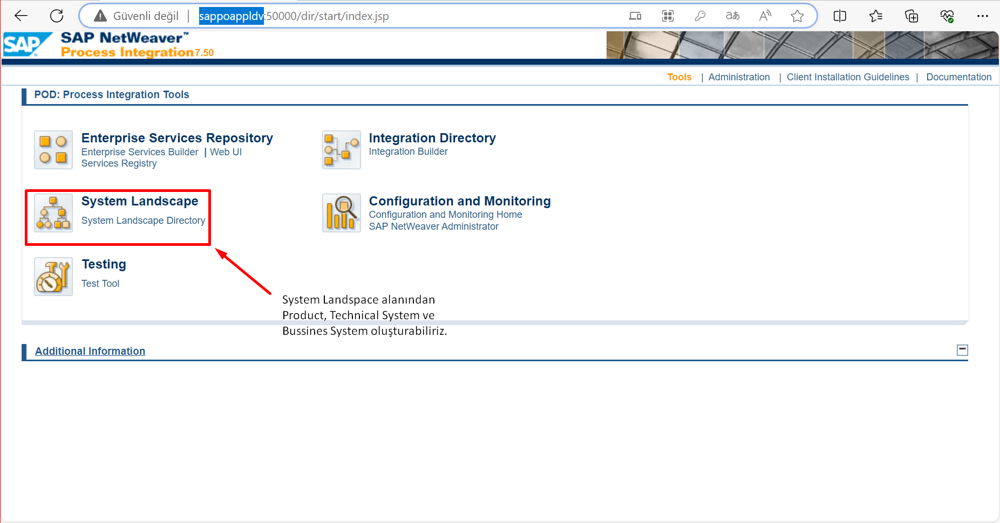 Güvenli değil | sappoappldv:50000/dir/start/index.jsp
SAP SAP NetWeaver™
Process Integration 7.50
Tools | Administration | Client Installation Guidelines | Documentation
POD: Process Integration Tools
Enterprise Services Repository
Enterprise Services Builder | Web UI
Services Registry
Integration Directory
Integration Builder
System Landscape
System Landscape Directory
Configuration and Monitoring
Configuration and Monitoring Home
SAP NetWeaver Administrator
Testing
Test Tool
System Landspace alanından
Product, Technical System ve
Bussines System oluşturabiliriz.
Additional Information